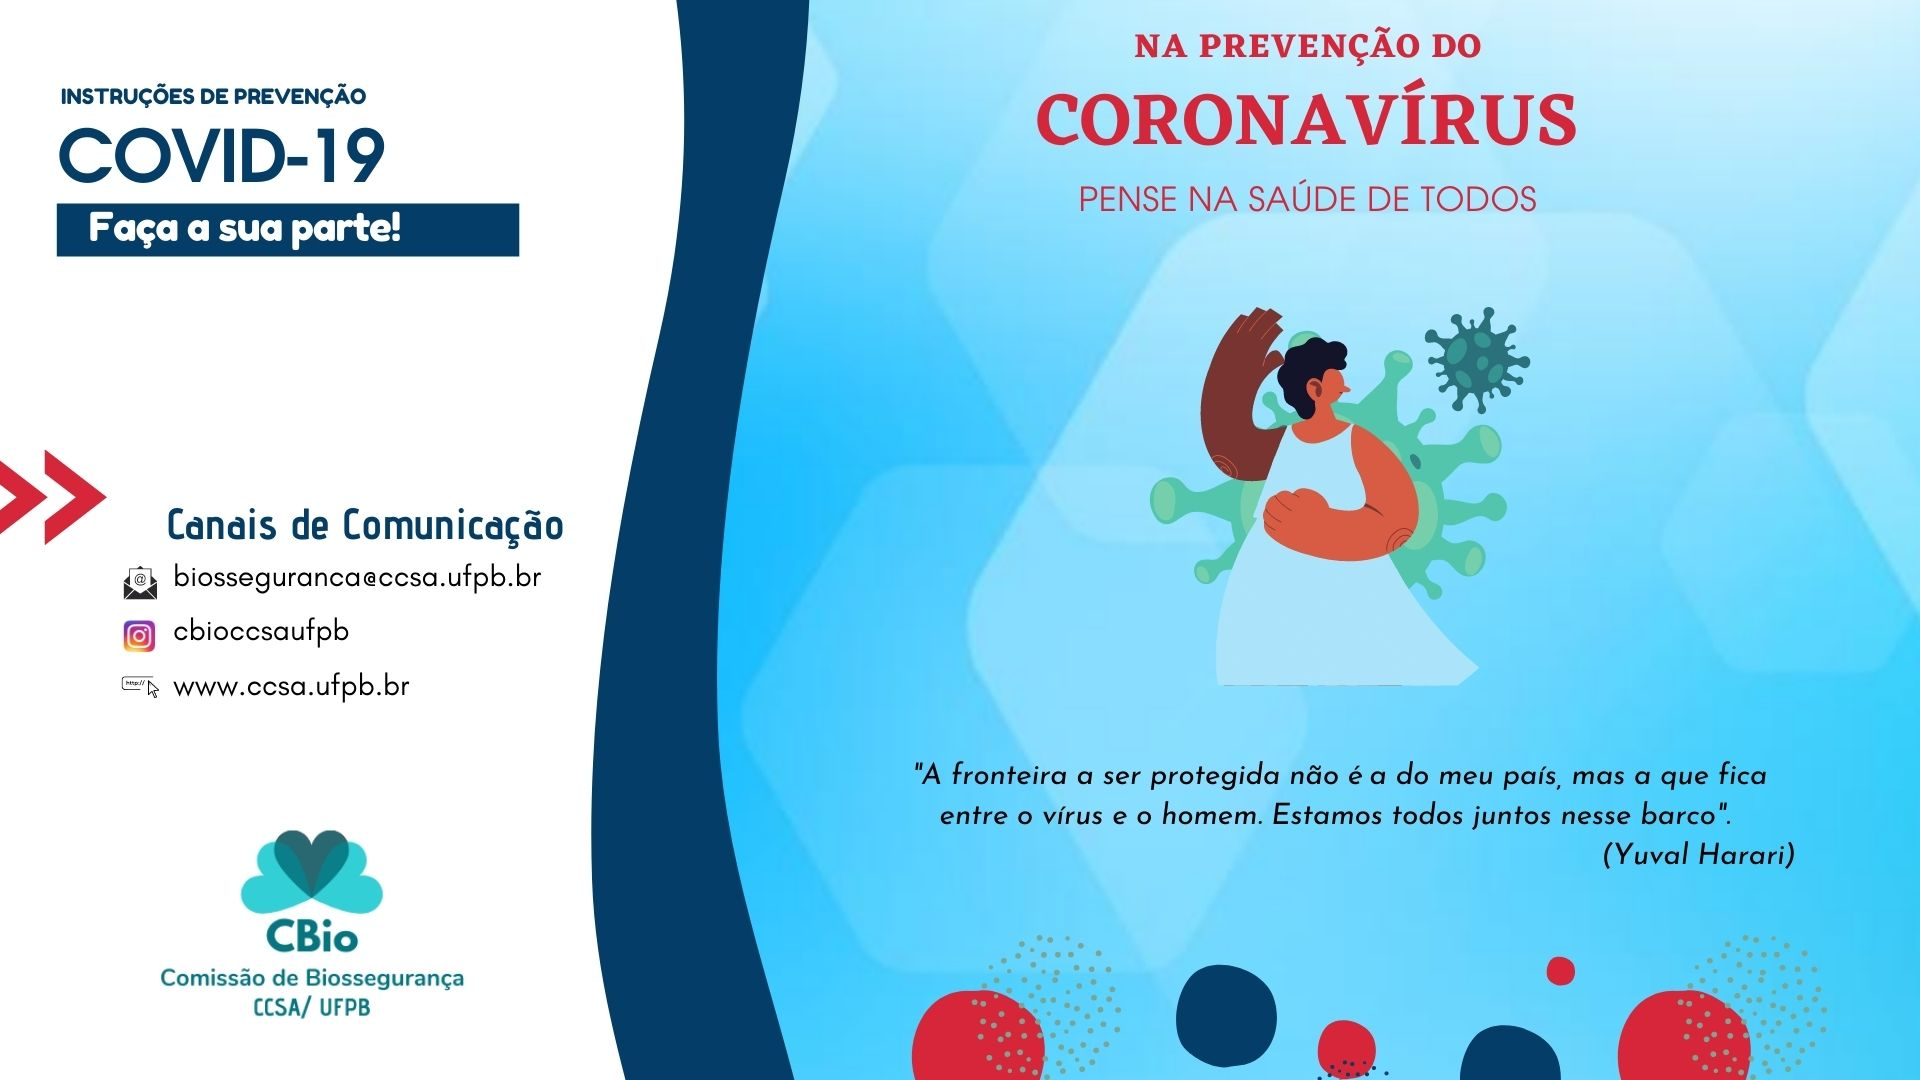 INSTRUÇÕES DE PREVENÇÃO
COVID-19
Faça a sua parte!
Canais de Comunicação
@
biosseguranca@ccsa.ufpb.br
cbioccsaufpb
http://
www.ccsa.ufpb.br
CBio
Comissão de Biossegurança
CCSA/ UFPB
NA PREVENÇÃO DO
CORONAVÍRUS
PENSE NA SAÚDE DE TODOS
"A fronteira a ser protegida não é a do meu país, mas a que fica
entre o vírus e o homem. Estamos todos juntos nesse barco".
(Yuval Harari)